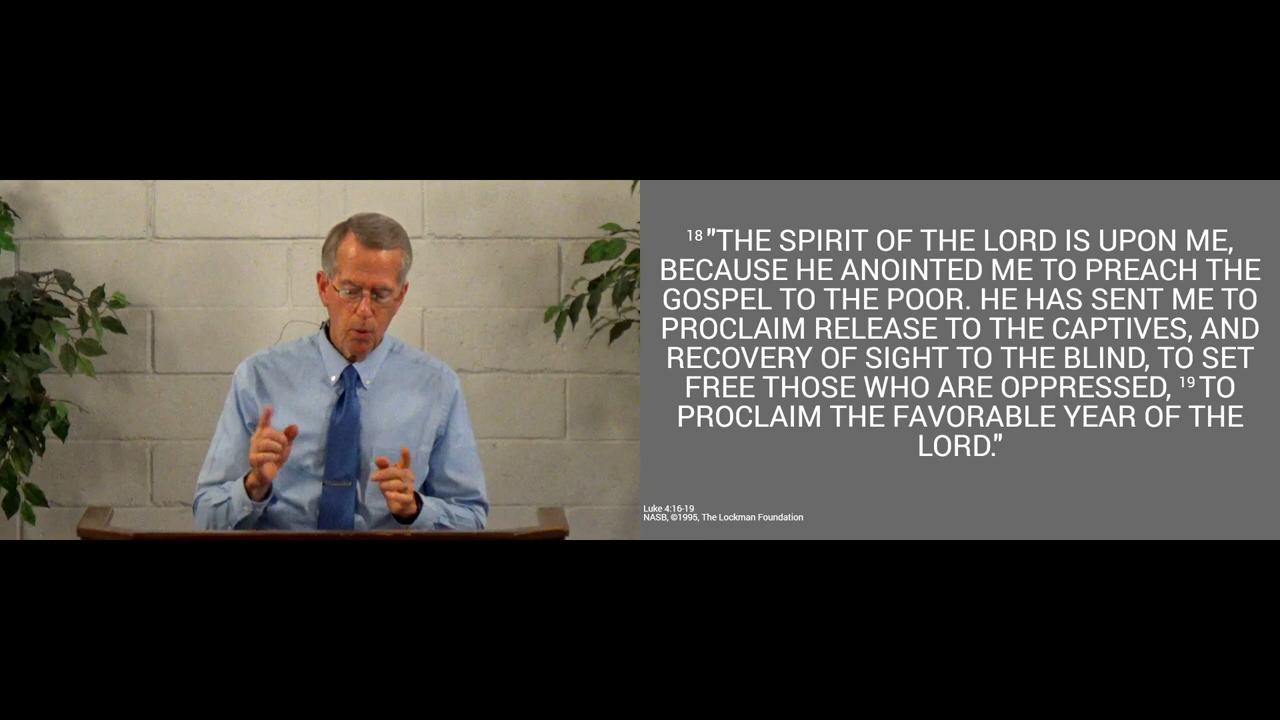 18 "THE SPIRIT OF THE LORD IS UPON ME,
BECAUSE HE ANOINTED ME TO PREACH THE
GOSPEL TO THE POOR. HE HAS SENT ME TO
PROCLAIM RELEASE TO THE CAPTIVES, AND
RECOVERY OF SIGHT TO THE BLIND, TO SET
FREE THOSE WHO ARE OPPRESSED, 19 TO
PROCLAIM THE FAVORABLE YEAR OF THE
LORD."
Luke 4:16-19
NASB, ©1995, The Lockman Foundation